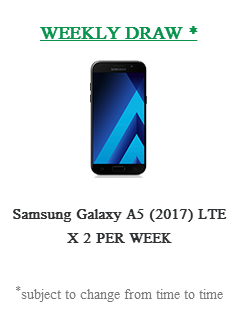 WEEKLY DRAW *
Samsung Galaxy A5 (2017) LTE
X 2 PER WEEK
*subject to change from time to time